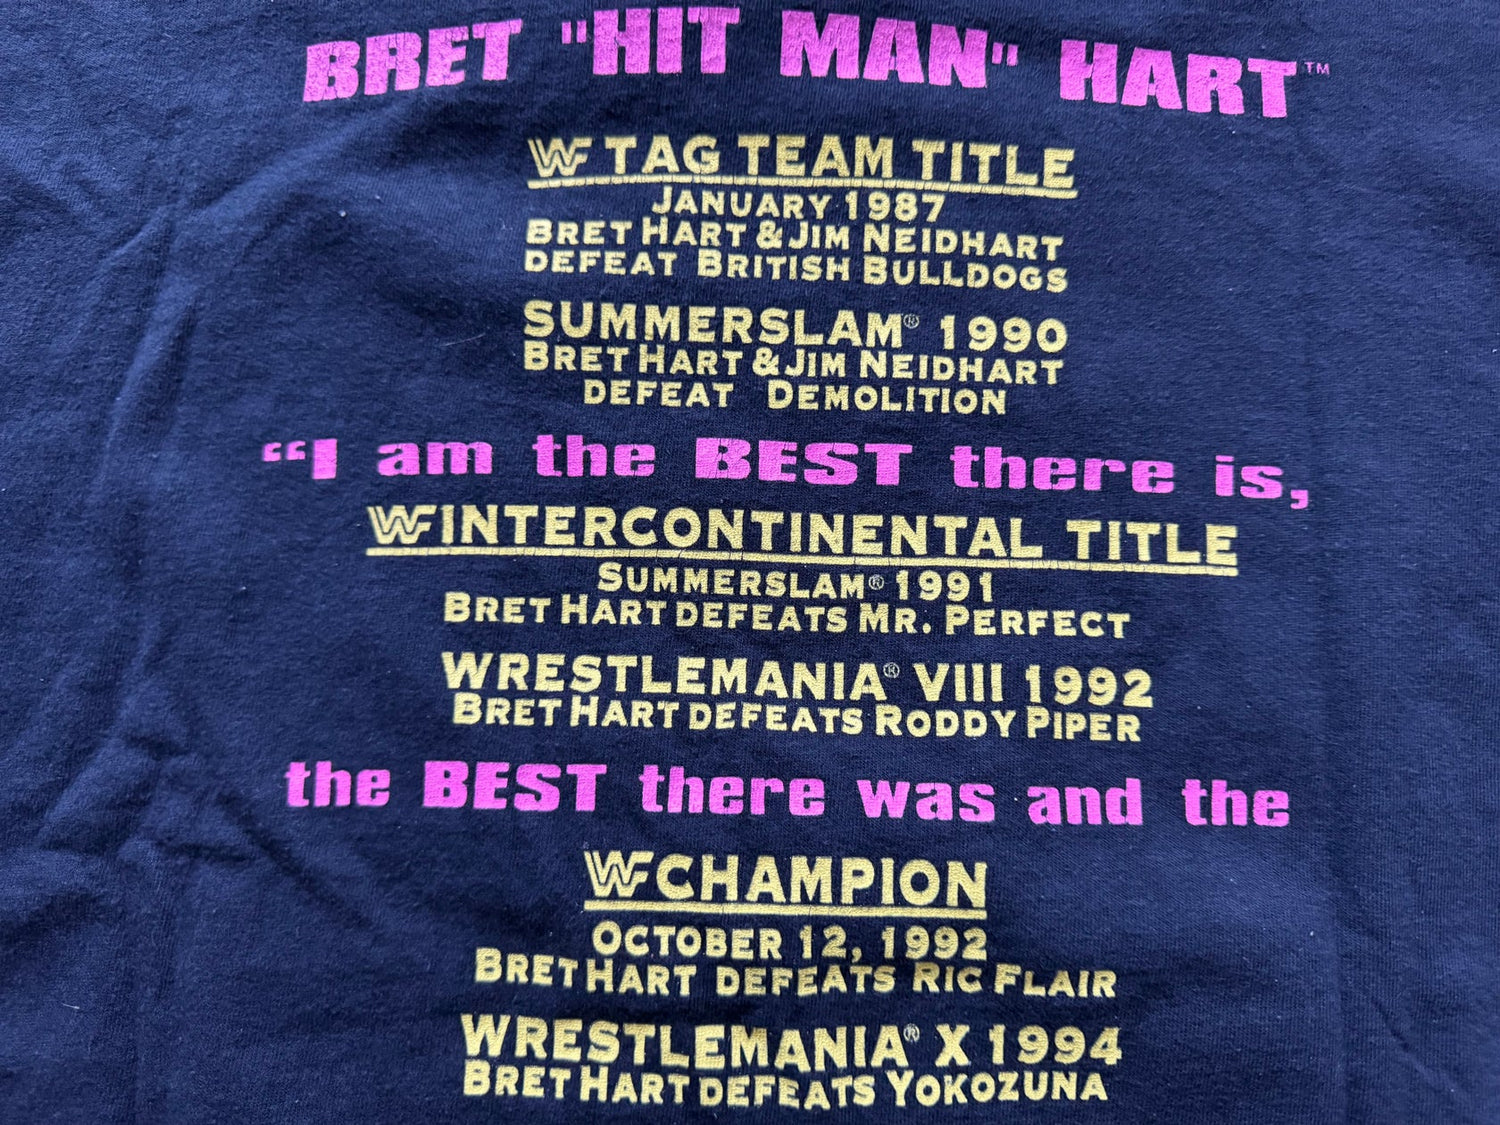 BRET "HIT MAN" HART™
WF TAG TEAM TITLE
JANUARY 1987
BRET HART & JIM NEIDHART
DEFEAT BRITISH BULLDOGS
SUMMERSLAM® 1990
BRET HART & JIM NEIDHART
DEFEAT DEMOLITION
“I am the BEST there is,
WF INTERCONTINENTAL TITLE
SUMMERSLAM® 1991
BRET HART DEFEATS MR. PERFECT
WRESTLEMANIA® VIII 1992
BRET HART DEFEATS RODDY PIPER
the BEST there was and the
WF CHAMPION
OCTOBER 12, 1992
BRET HART DEFEATS RIC FLAIR
WRESTLEMANIA® X 1994
BRET HART DEFEATS YOKOZUNA